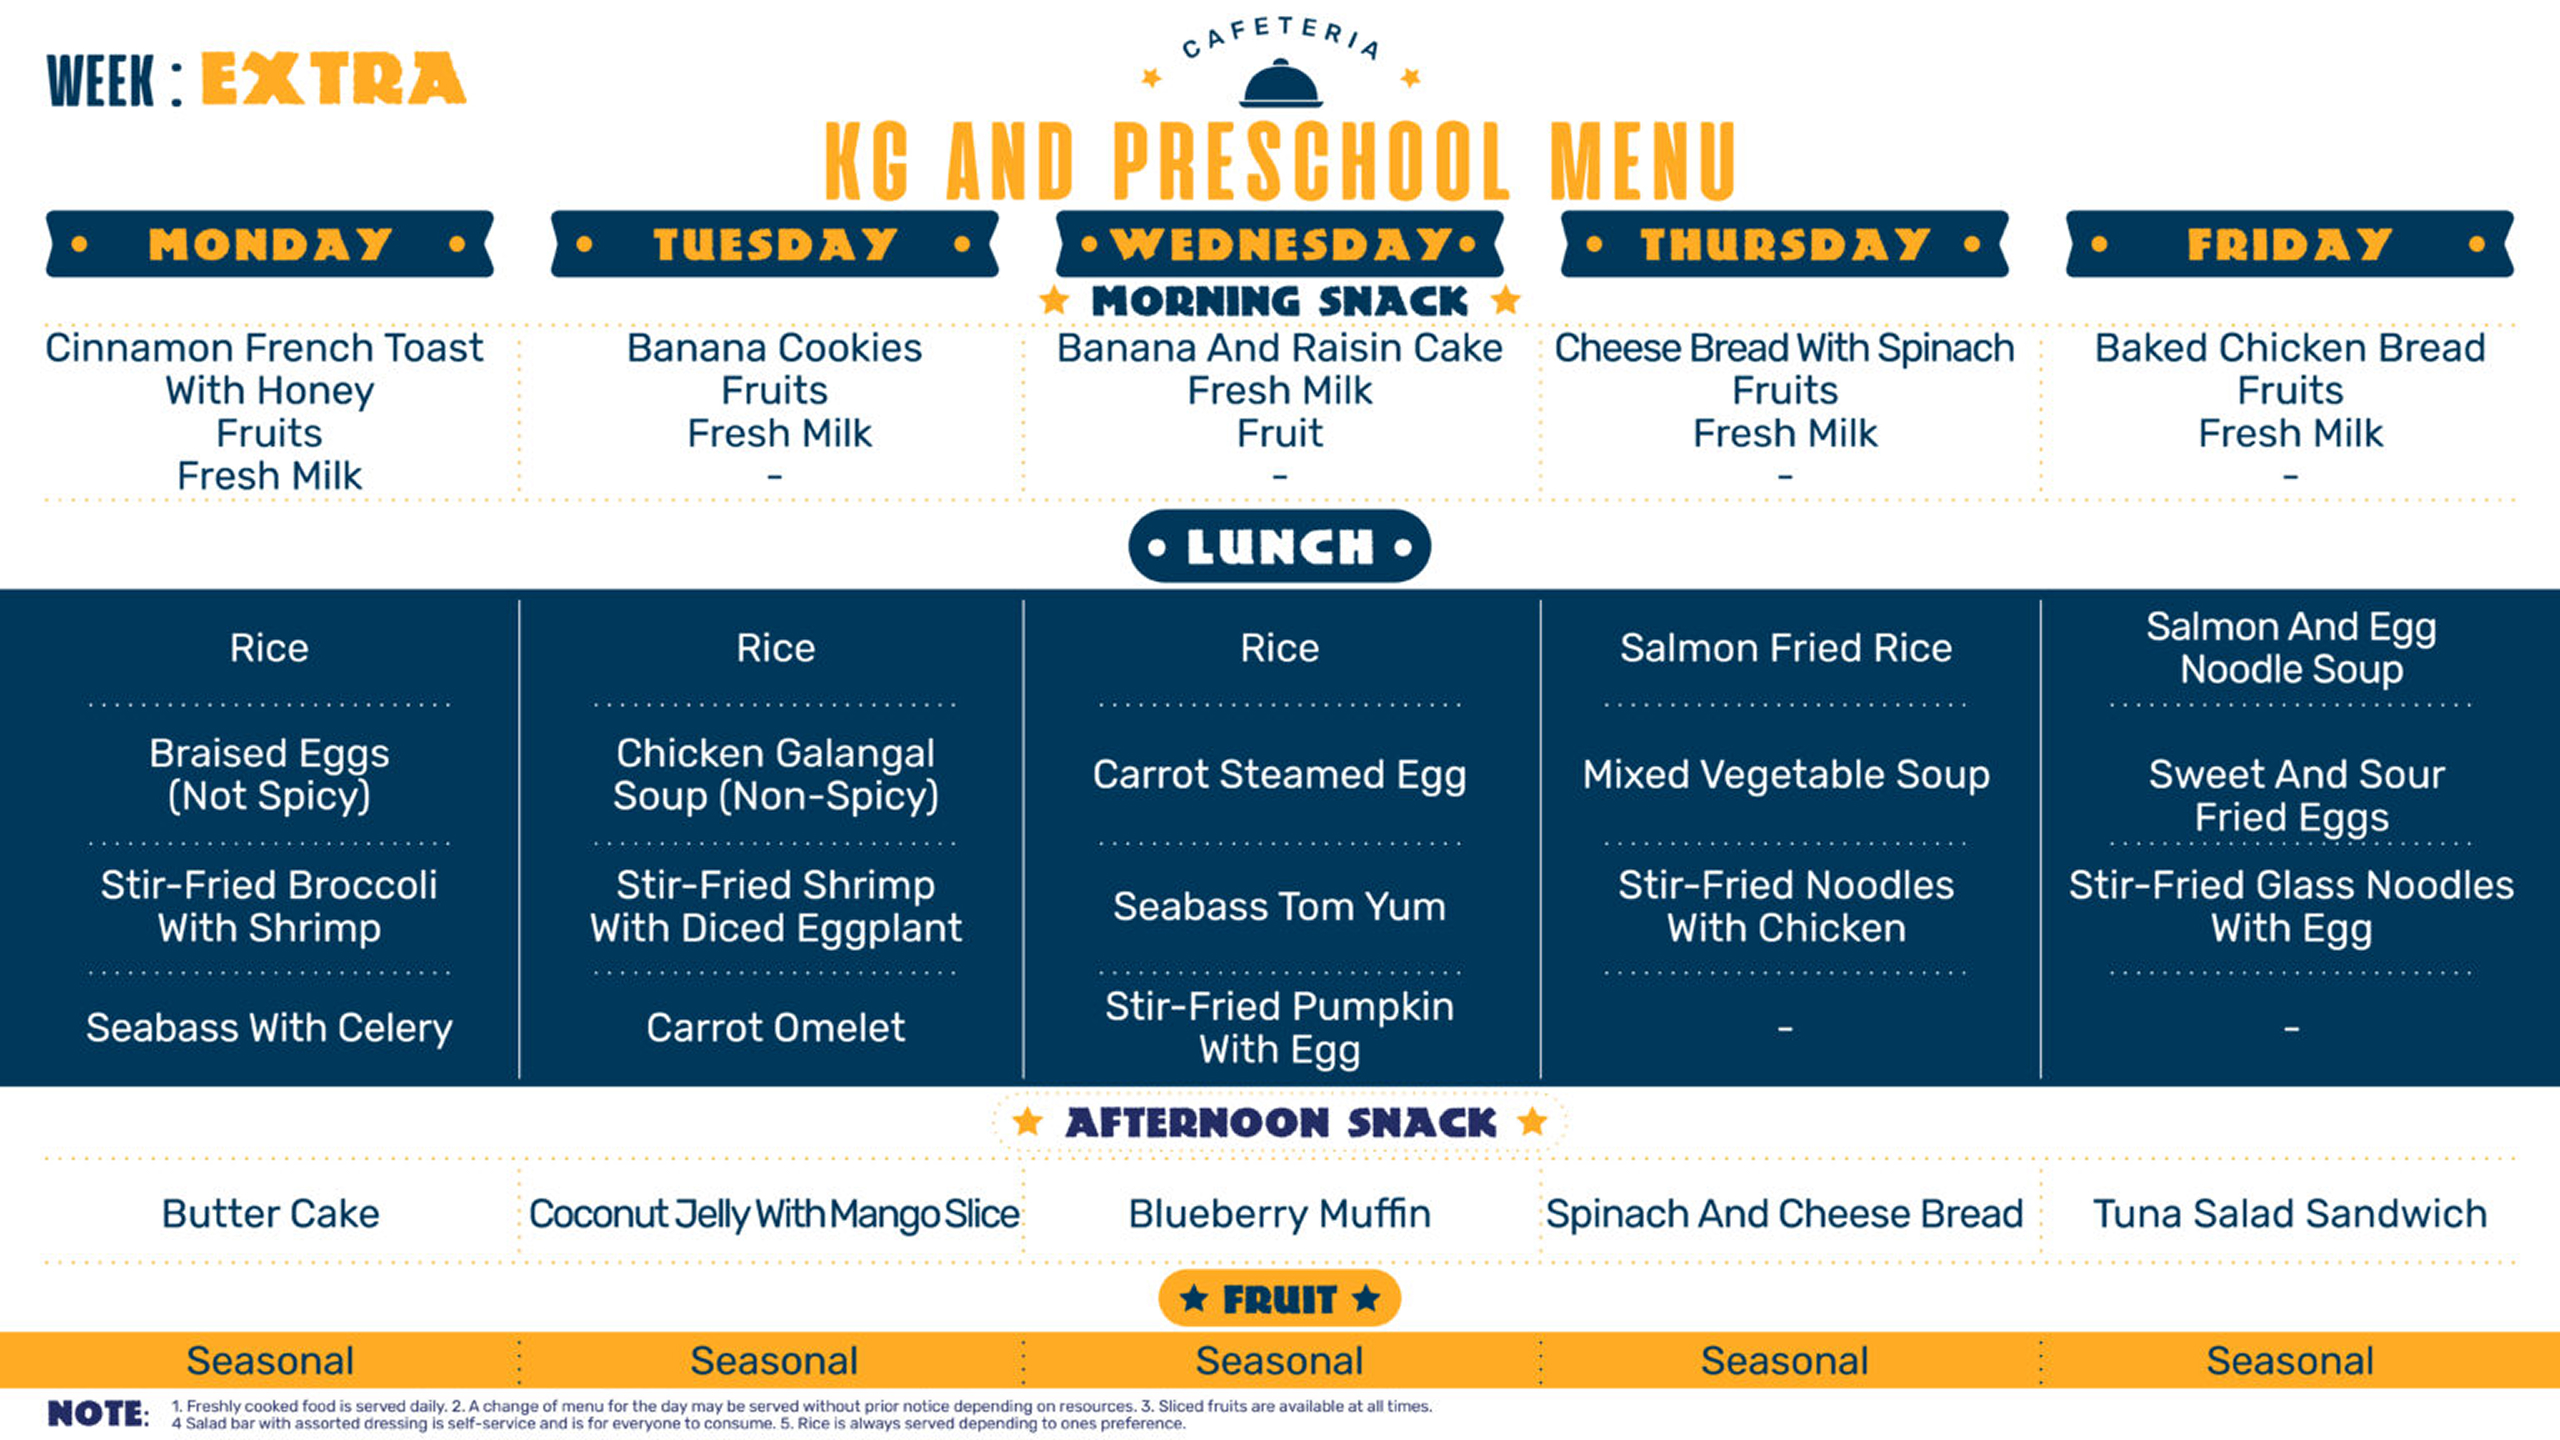 WEEK : EXTRA
CAFETERIA
KG AND PRESCHOOL MENU
MONDAY
TUESDAY
WEDNESDAY
THURSDAY
FRIDAY
MORNING SNACK
Cinnamon French Toast
With Honey
Fruits
Fresh Milk
Banana Cookies
Fruits
Fresh Milk
-
Banana And Raisin Cake
Fresh Milk
Fruit
-
Cheese Bread With Spinach
Fruits
Fresh Milk
-
Baked Chicken Bread
Fruits
Fresh Milk
-
LUNCH
Rice
Braised Eggs
(Not Spicy)
Stir-Fried Broccoli
With Shrimp
Seabass With Celery
Rice
Chicken Galangal
Soup (Non-Spicy)
Stir-Fried Shrimp
With Diced Eggplant
Carrot Omelet
Rice
Carrot Steamed Egg
Seabass Tom Yum
Stir-Fried Pumpkin
With Egg
Salmon Fried Rice
Mixed Vegetable Soup
Stir-Fried Noodles
With Chicken
-
Salmon And Egg
Noodle Soup
Sweet And Sour
Fried Eggs
Stir-Fried Glass Noodles
With Egg
-
AFTERNOON SNACK
Butter Cake
Coconut Jelly With Mango Slice
Blueberry Muffin
Spinach And Cheese Bread
Tuna Salad Sandwich
FRUIT
Seasonal
Seasonal
Seasonal
Seasonal
Seasonal
NOTE: 1. Freshly cooked food is served daily. 2. A change of menu for the day may be served without prior notice depending on resources. 3. Sliced fruits are available at all times.
4 Salad bar with assorted dressing is self-service and is for everyone to consume. 5. Rice is always served depending to ones preference.